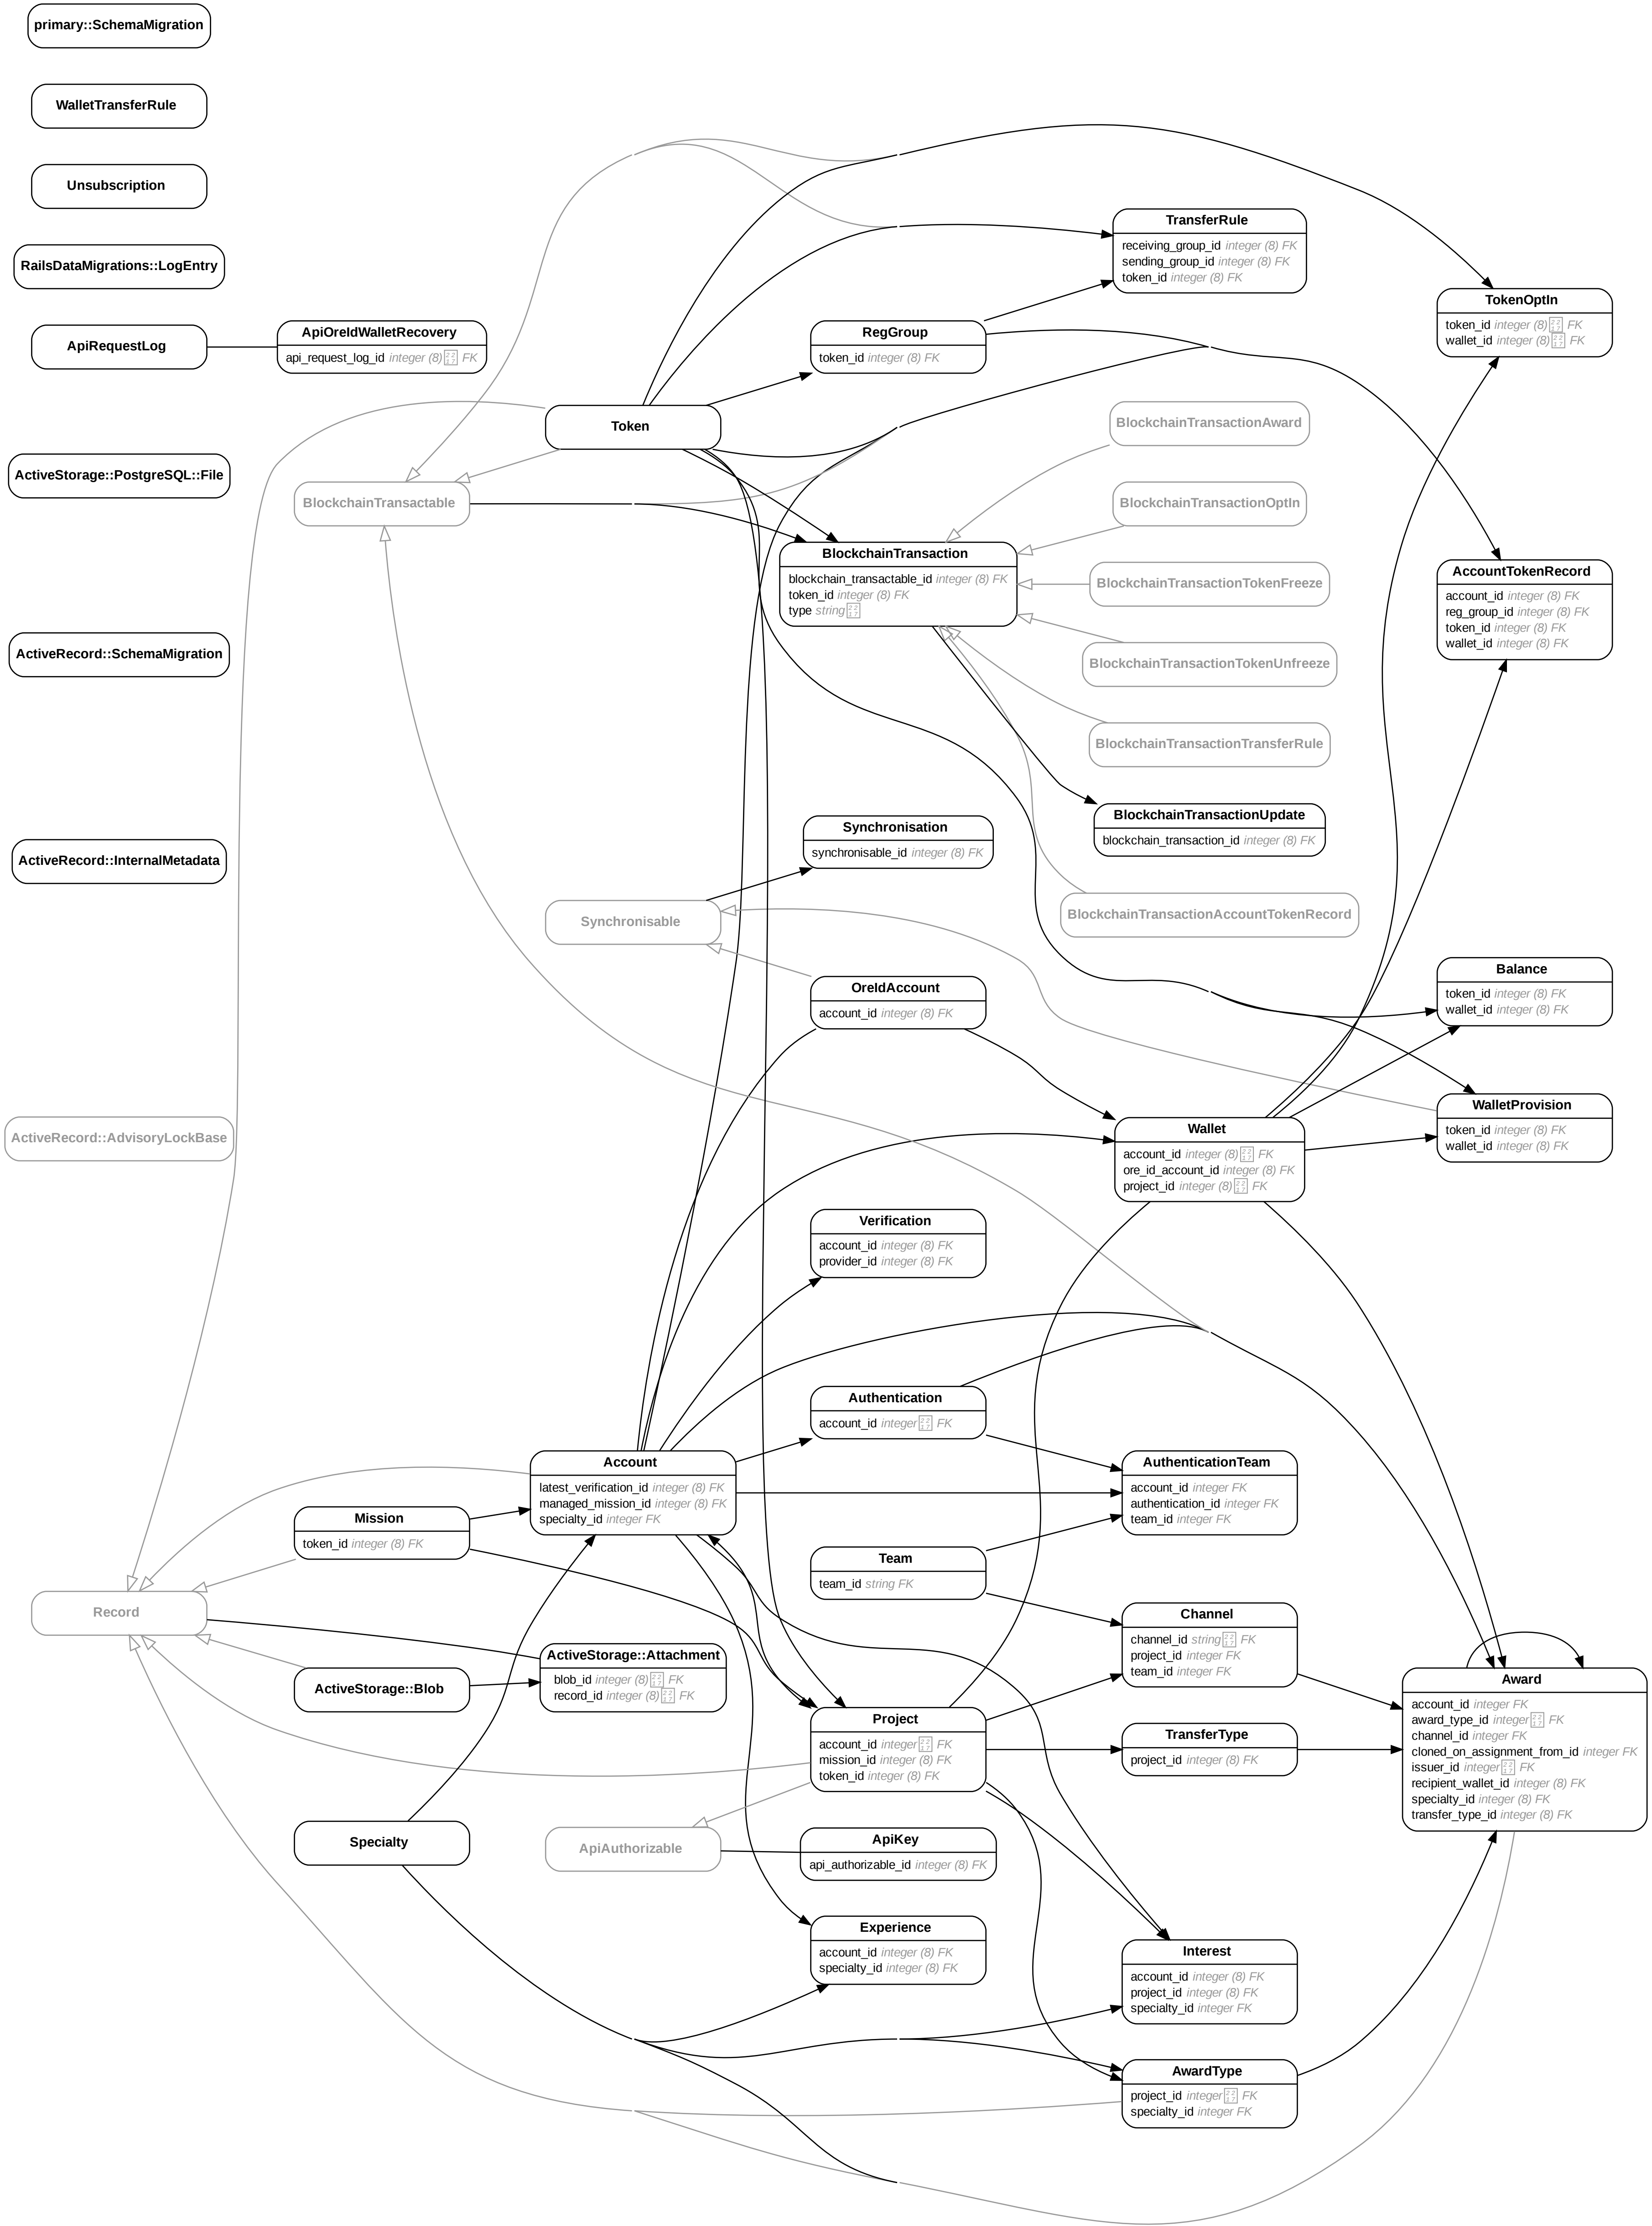 primary::SchemaMigration
WalletTransferRule
Unsubscription
RailsDataMigrations::LogEntry
ApiRequestLog
ApiOreIdWalletRecovery
api_request_log_id integer (8) FK
ActiveStorage::PostgreSQL::File
ActiveRecord::SchemaMigration
ActiveRecord::InternalMetadata
ActiveRecord::AdvisoryLockBase
Token
BlockchainTransactable
TransferRule
receiving_group_id integer (8) FK
sending_group_id integer (8) FK
token_id integer (8) FK
RegGroup
token_id integer (8) FK
TokenOptIn
token_id integer (8) FK
wallet_id integer (8) FK
BlockchainTransactionAward
BlockchainTransactionOptIn
BlockchainTransaction
blockchain_transactable_id integer (8) FK
token_id integer (8) FK
type string
BlockchainTransactionTokenFreeze
BlockchainTransactionTokenUnfreeze
BlockchainTransactionTransferRule
AccountTokenRecord
account_id integer (8) FK
reg_group_id integer (8) FK
token_id integer (8) FK
wallet_id integer (8) FK
BlockchainTransactionUpdate
blockchain_transaction_id integer (8) FK
Synchronisation
synchronisable_id integer (8) FK
Synchronisable
BlockchainTransactionAccountTokenRecord
OreIdAccount
account_id integer (8) FK
Balance
token_id integer (8) FK
wallet_id integer (8) FK
WalletProvision
token_id integer (8) FK
wallet_id integer (8) FK
Wallet
account_id integer (8) FK
ore_id_account_id integer (8) FK
project_id integer (8) FK
Verification
account_id integer (8) FK
provider_id integer (8) FK
Authentication
account_id integer FK
Account
latest_verification_id integer (8) FK
managed_mission_id integer (8) FK
specialty_id integer FK
AuthenticationTeam
account_id integer FK
authentication_id integer FK
team_id integer FK
Mission
token_id integer (8) FK
Team
team_id string FK
Record
Channel
channel_id string FK
project_id integer FK
team_id integer FK
ActiveStorage::Blob
ActiveStorage::Attachment
blob_id integer (8) FK
record_id integer (8) FK
Project
account_id integer FK
mission_id integer (8) FK
token_id integer (8) FK
TransferType
project_id integer (8) FK
Award
account_id integer FK
award_type_id integer FK
channel_id integer FK
cloned_on_assignment_from_id integer FK
issuer_id integer FK
recipient_wallet_id integer (8) FK
specialty_id integer (8) FK
transfer_type_id integer (8) FK
Specialty
ApiAuthorizable
ApiKey
api_authorizable_id integer (8) FK
Experience
account_id integer (8) FK
specialty_id integer (8) FK
Interest
account_id integer (8) FK
project_id integer (8) FK
specialty_id integer FK
AwardType
project_id integer FK
specialty_id integer FK